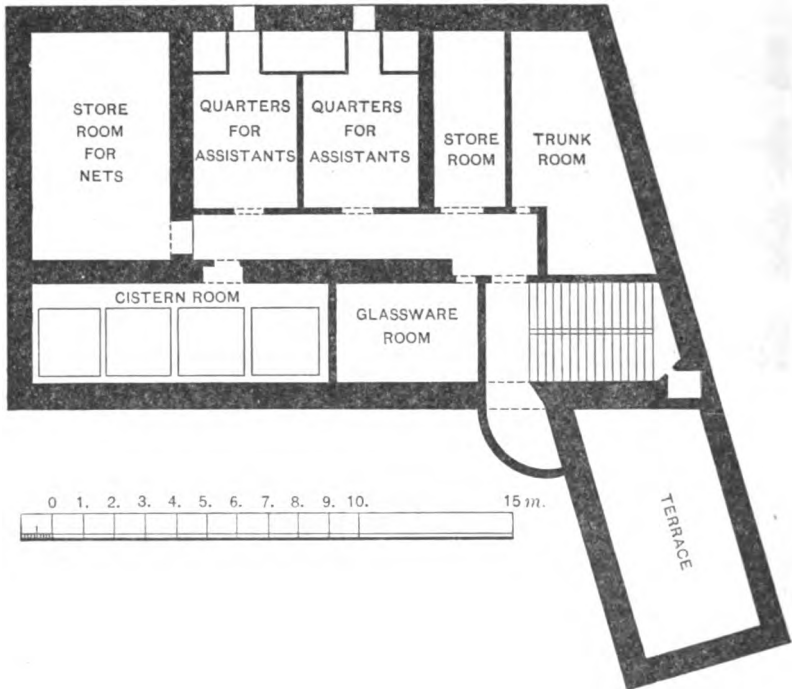 STORE
ROOM
FOR
NETS
QUARTERS
FOR
ASSISTANTS
QUARTERS
FOR
ASSISTANTS
STORE
ROOM
TRUNK
ROOM
CISTERN ROOM
GLASSWARE
ROOM
0 1. 2. 3. 4. 5. 6. 7. 8. 9. 10. 15 m.
TERRACE